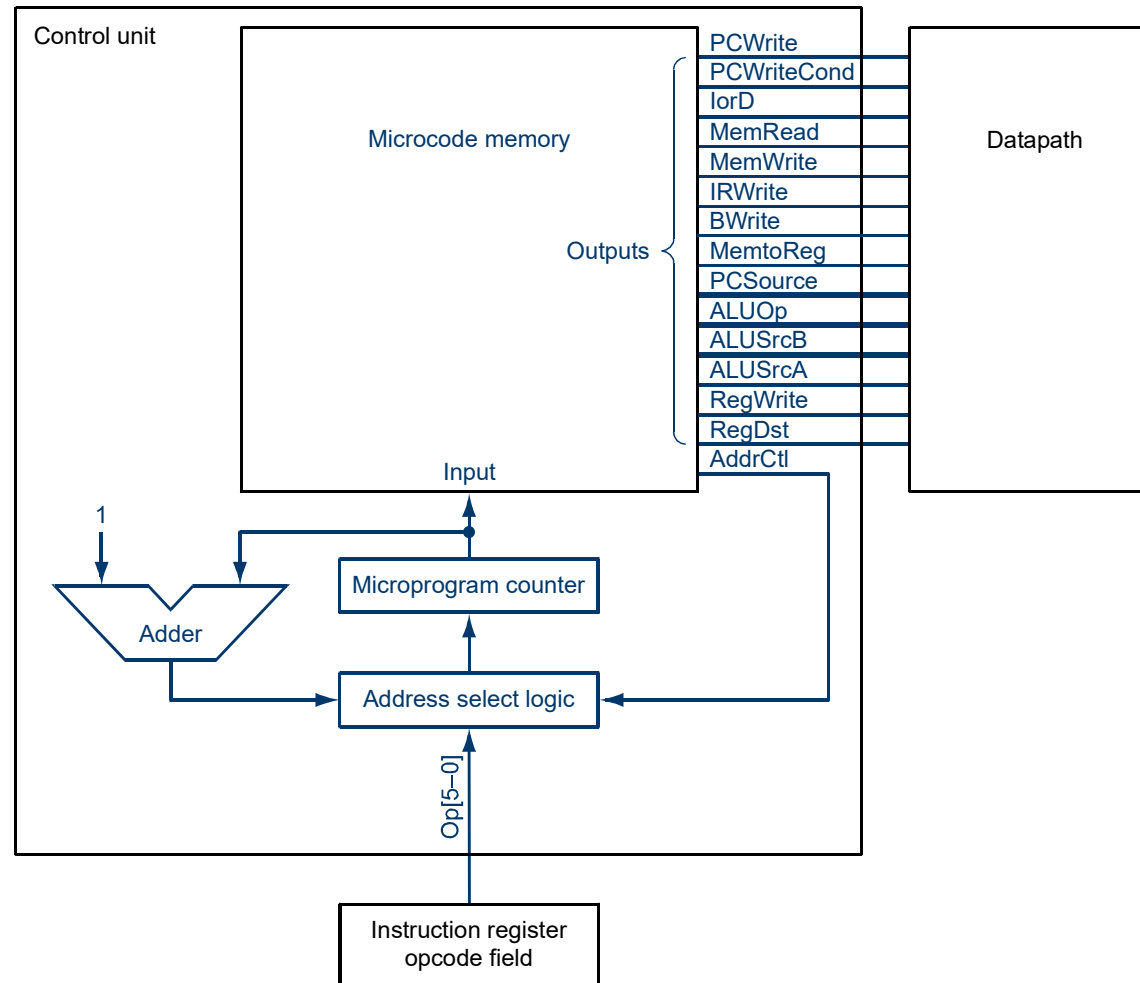 Control unit
Microcode memory
Outputs
Input
PCWrite
PCWriteCond
IorD
MemRead
MemWrite
IRWrite
BWrite
MemtoReg
PCSource
ALUOp
ALUSrcB
ALUSrcA
RegWrite
RegDst
AddrCtl
Datapath
1
Microprogram counter
Adder
Address select logic
Op[5–0]
Instruction register
opcode field